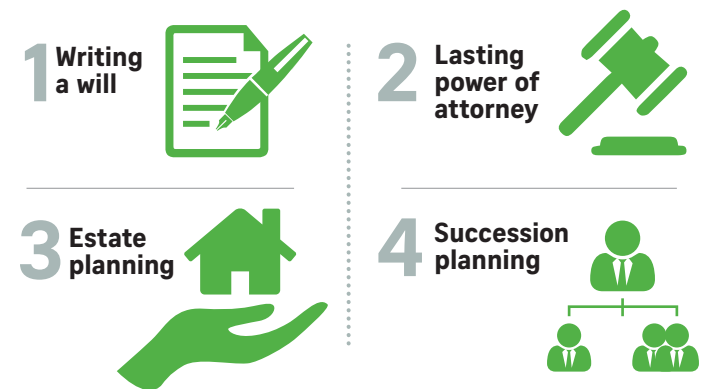 1 Writing
a will
2 Lasting
power of
attorney
3 Estate
planning
4 Succession
planning